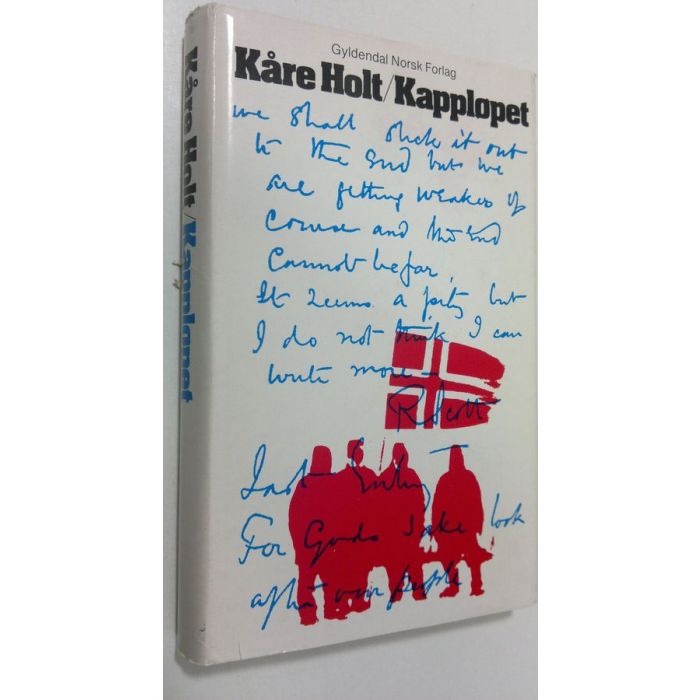 Gyldendal Norsk Forlag
Kåre Holt/Kappløpet
we shall stick it out
to the End but we
are getting weaker of
course and the end
cannot be far.
It seems a pity but
I do not think I can
write more —
R Scott
Last Entry
For Gods sake look
after our people
Kåre Holt/Kappløpet